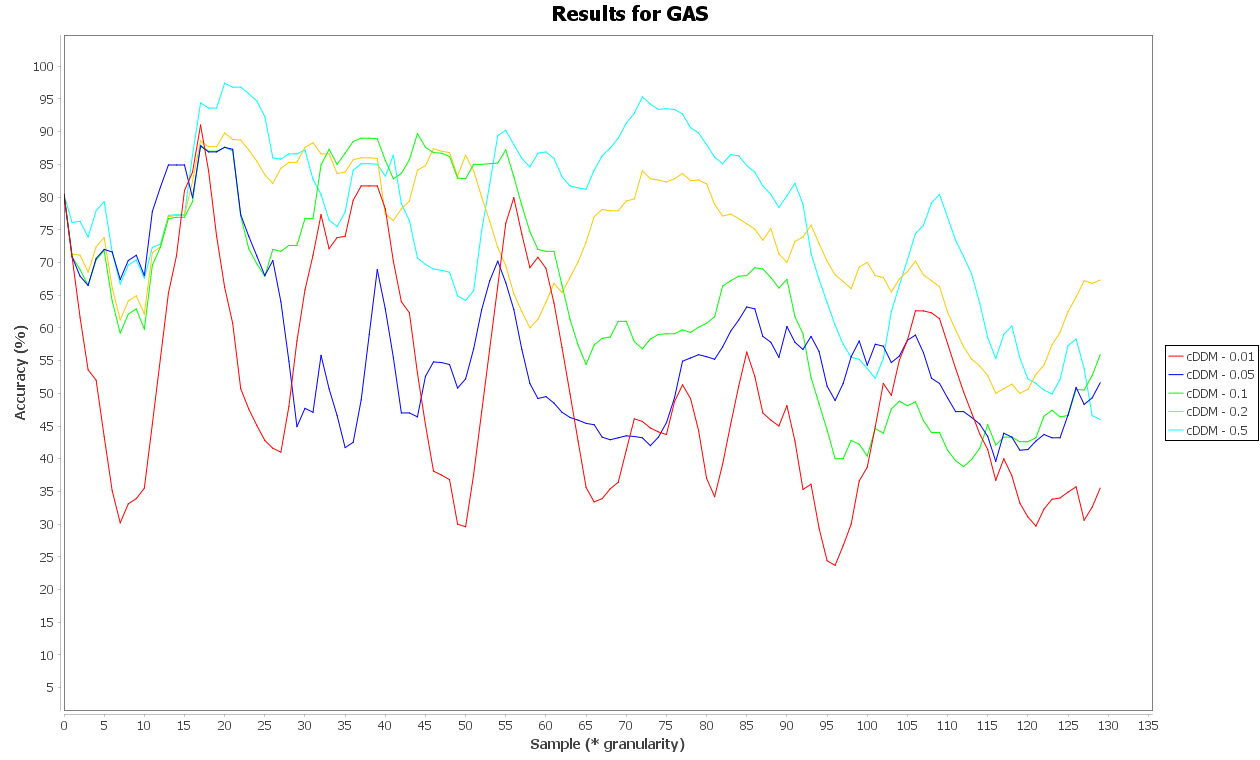 Results for GAS
Accuracy (%)
100
95
90
85
80
75
70
65
60
55
50
45
40
35
30
25
20
15
10
5
0 5 10 15 20 25 30 35 40 45 50 55 60 65 70 75 80 85 90 95 100 105 110 115 120 125 130 135
Sample (* granularity)
cDDM - 0.01
cDDM - 0.05
cDDM - 0.1
cDDM - 0.2
cDDM - 0.5